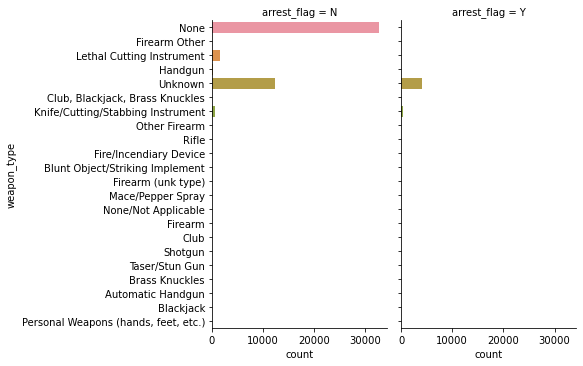 arrest_flag = N
arrest_flag = Y
weapon_type
None
Firearm Other
Lethal Cutting Instrument
Handgun
Unknown
Club, Blackjack, Brass Knuckles
Knife/Cutting/Stabbing Instrument
Other Firearm
Rifle
Fire/Incendiary Device
Blunt Object/Striking Implement
Firearm (unk type)
Mace/Pepper Spray
None/Not Applicable
Firearm
Club
Shotgun
Taser/Stun Gun
Brass Knuckles
Automatic Handgun
Blackjack
Personal Weapons (hands, feet, etc.)
0 10000 20000 30000
0 10000 20000 30000
count
count